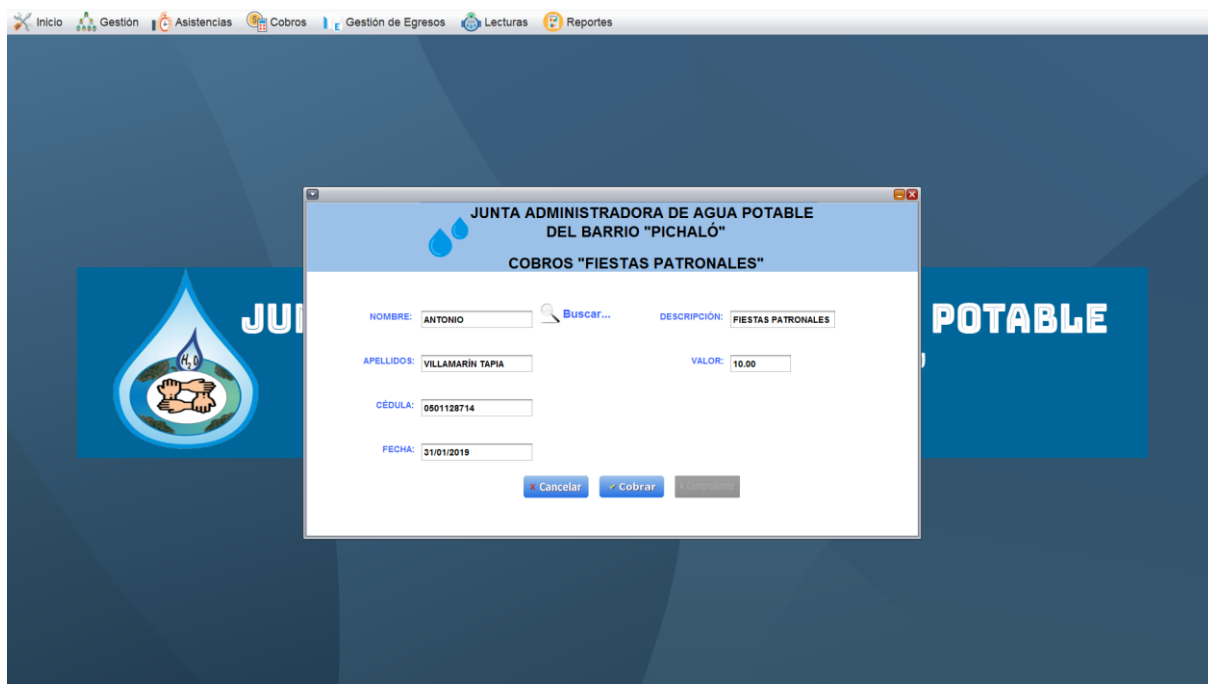 Inicio Gestión Asistencias Cobros Gestión de Egresos Lecturas Reportes
JUNTA ADMINISTRADORA DE AGUA POTABLE
DEL BARRIO "PICHALÓ"
COBROS "FIESTAS PATRONALES"
NOMBRE: ANTONIO Buscar... DESCRIPCIÓN: FIESTAS PATRONALES
POTABLE
APELLIDOS: VILLAMARÍN TAPIA VALOR: 10.00
H2O
CÉDULA: 0501128714
FECHA: 31/01/2019
Cancelar Cobrar Comprobante